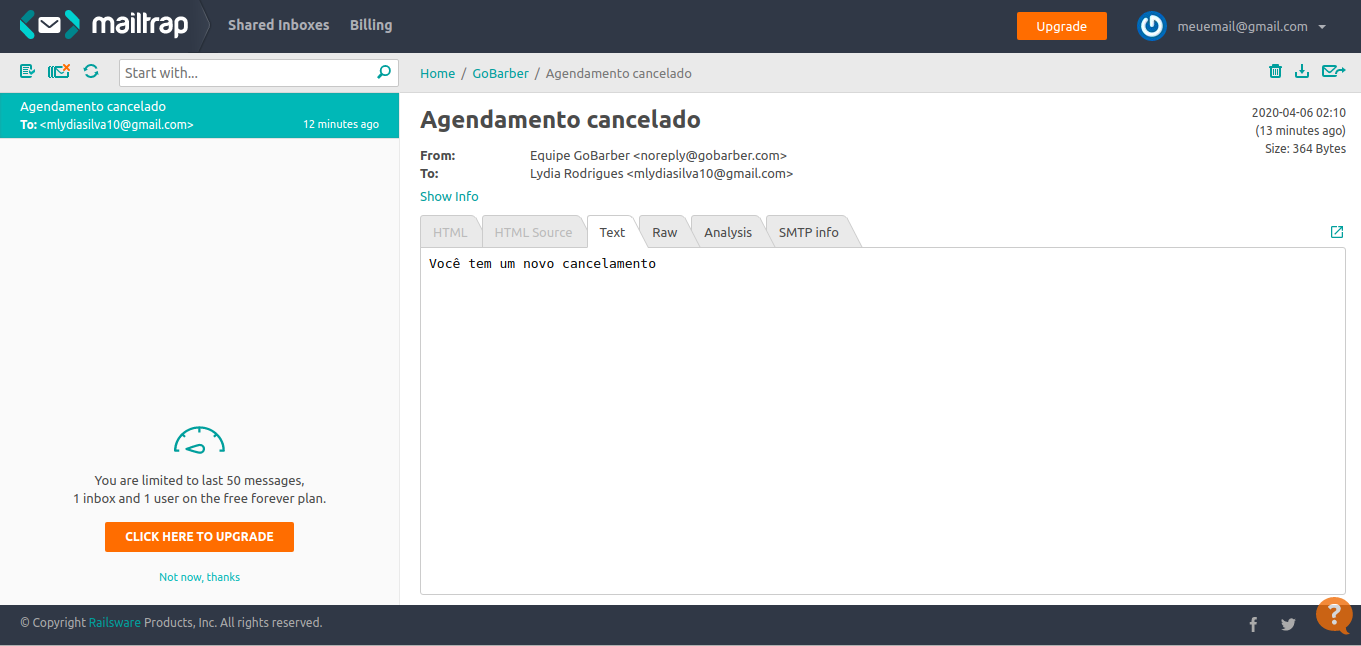 mailtrap
Shared Inboxes
Billing
Upgrade
meuemail@gmail.com
Start with...
Home / GoBarber / Agendamento cancelado
Agendamento cancelado
To: <mlydiasilva10@gmail.com>
12 minutes ago
Agendamento cancelado
2020-04-06 02:10
(13 minutes ago)
Size: 364 Bytes
From: Equipe GoBarber <noreply@gobarber.com>
To: Lydia Rodrigues <mlydiasilva10@gmail.com>
Show Info
HTML
HTML Source
Text
Raw
Analysis
SMTP info
Você tem um novo cancelamento
You are limited to last 50 messages,
1 inbox and 1 user on the free forever plan.
CLICK HERE TO UPGRADE
Not now, thanks
© Copyright Railsware Products, Inc. All rights reserved.
?